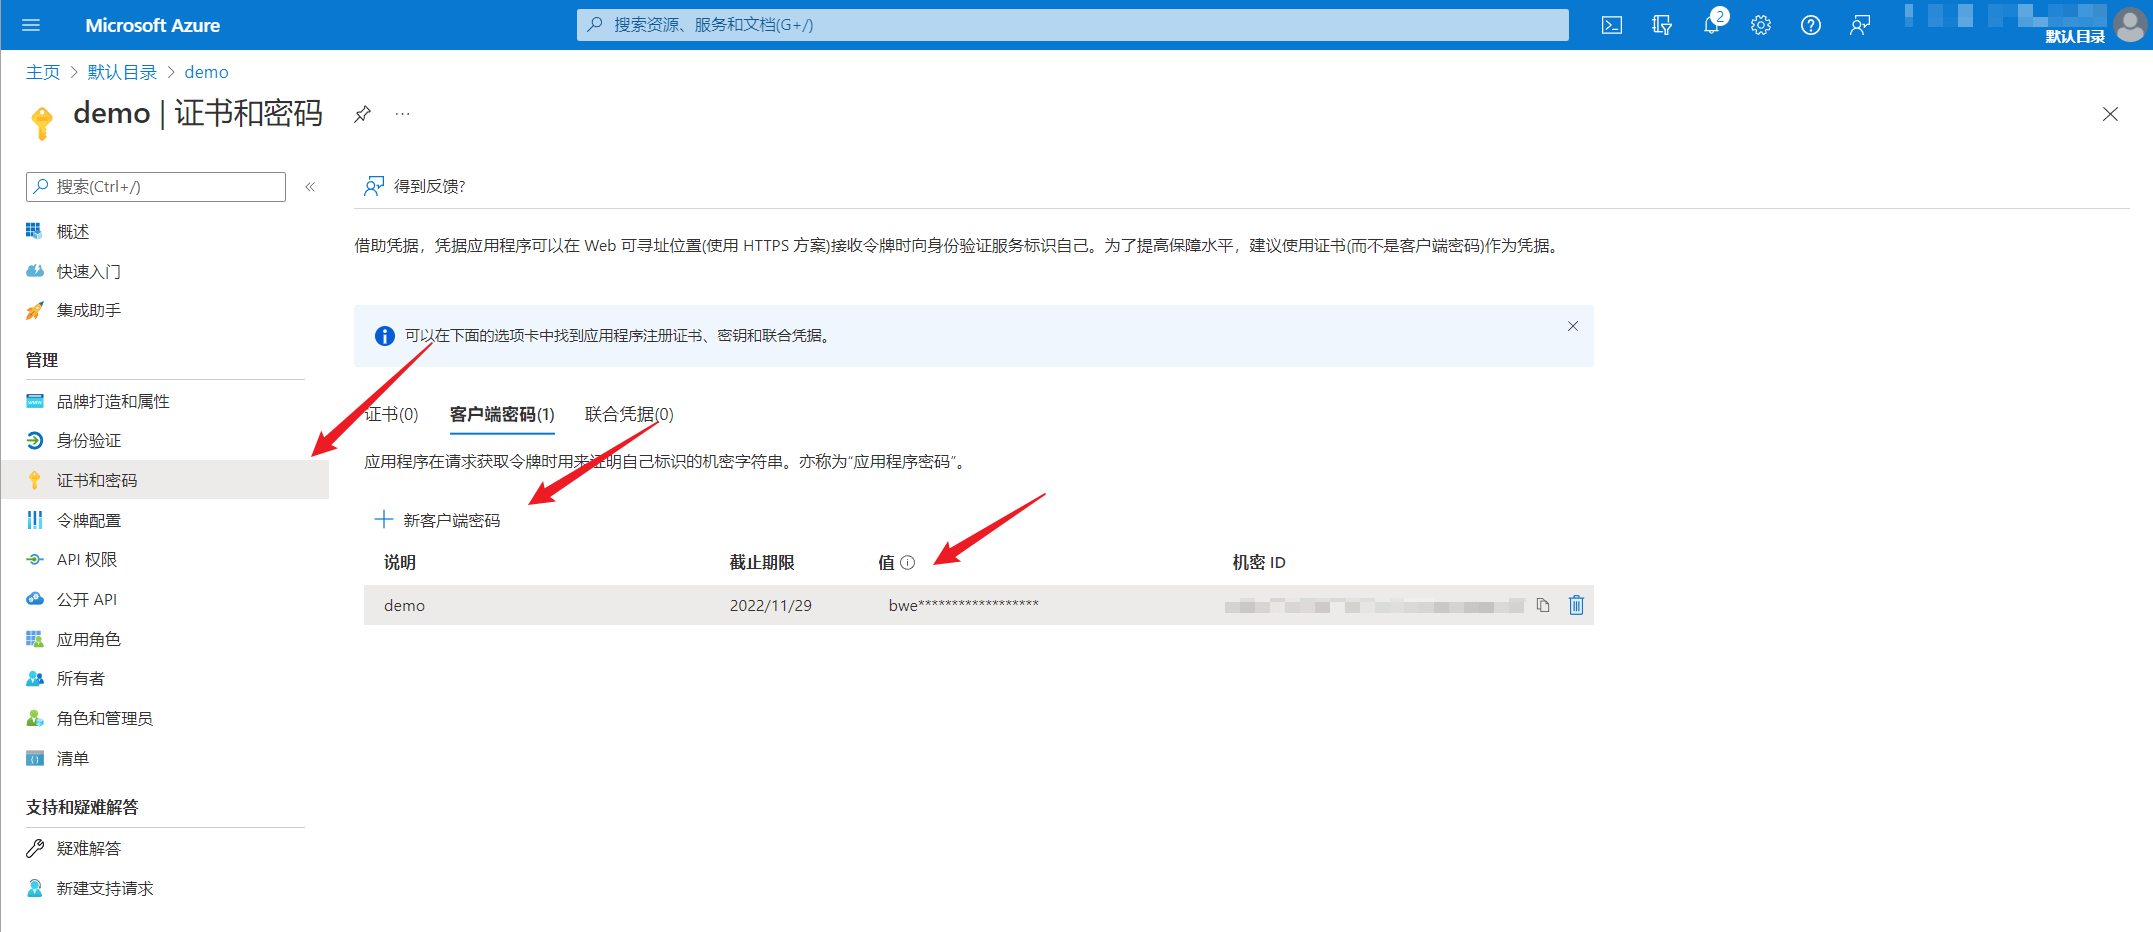 Microsoft Azure
搜索资源、服务和文档(G+/)
2
默认目录
主页 > 默认目录 > demo
demo | 证书和密码
···
搜索(Ctrl+/)
«
概述
快速入门
集成助手
管理
品牌打造和属性
身份验证
证书和密码
令牌配置
API 权限
公开 API
应用角色
所有者
角色和管理员
清单
支持和疑难解答
疑难解答
新建支持请求
得到反馈?
借助凭据，凭据应用程序可以在 Web 可寻址位置(使用 HTTPS 方案)接收令牌时向身份验证服务标识自己。为了提高保障水平，建议使用证书(而不是客户端密码)作为凭据。
可以在下面的选项卡中找到应用程序注册证书、密钥和联合凭据。
证书(0) 客户端密码(1) 联合凭据(0)
应用程序在请求获取令牌时用来证明自己标识的机密字符串。亦称为“应用程序密码”。
新客户端密码
说明 截止期限 值 机密 ID
demo 2022/11/29 bwe******************